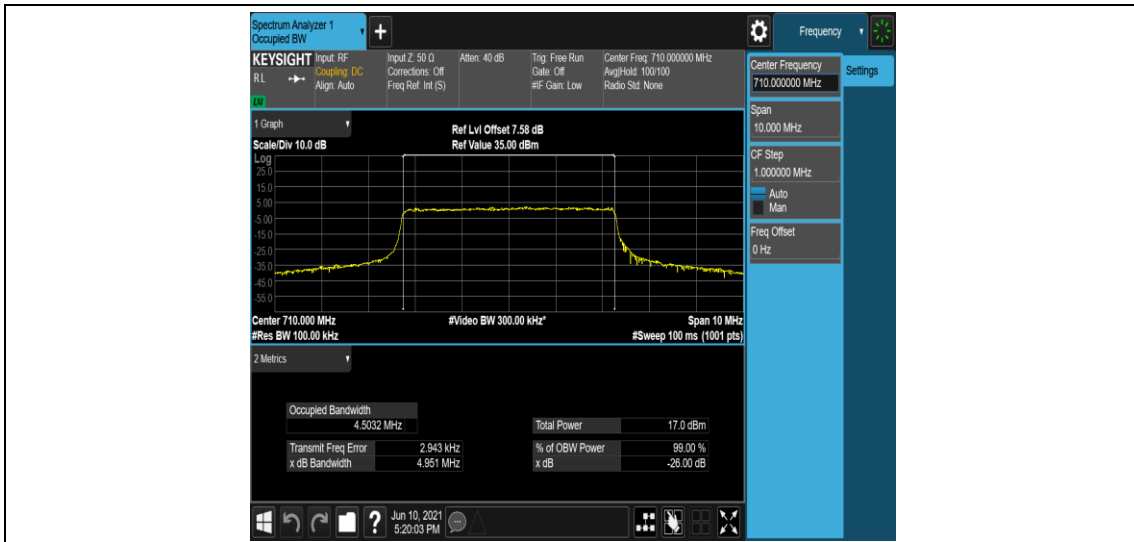 Spectrum Analyzer 1
Occupied BW
+
Frequency
KEYSIGHT
RL
LXI
Input: RF
Coupling: DC
Align: Auto
Input Z: 50 Ω
Corrections: Off
Freq Ref: Int (S)
Atten: 40 dB
Trig: Free Run
Gate: Off
#IF Gain: Low
Center Freq: 710.000000 MHz
Avg|Hold: 100/100
Radio Std: None
Center Frequency
710.000000 MHz
Settings
Span
10.000 MHz
CF Step
1.000000 MHz
Auto
Man
Freq Offset
0 Hz
1 Graph
Scale/Div 10.0 dB
Ref Lvl Offset 7.58 dB
Ref Value 35.00 dBm
Log
25.0
15.0
5.00
-5.00
-15.0
-25.0
-35.0
-45.0
-55.0
Center 710.000 MHz
#Video BW 300.00 kHz*
Span 10 MHz
#Res BW 100.00 kHz
#Sweep 100 ms (1001 pts)
2 Metrics
Occupied Bandwidth
4.5032 MHz
Total Power 17.0 dBm
Transmit Freq Error 2.943 kHz
% of OBW Power 99.00 %
x dB Bandwidth 4.951 MHz
x dB -26.00 dB
?
Jun 10, 2021
5:20:03 PM